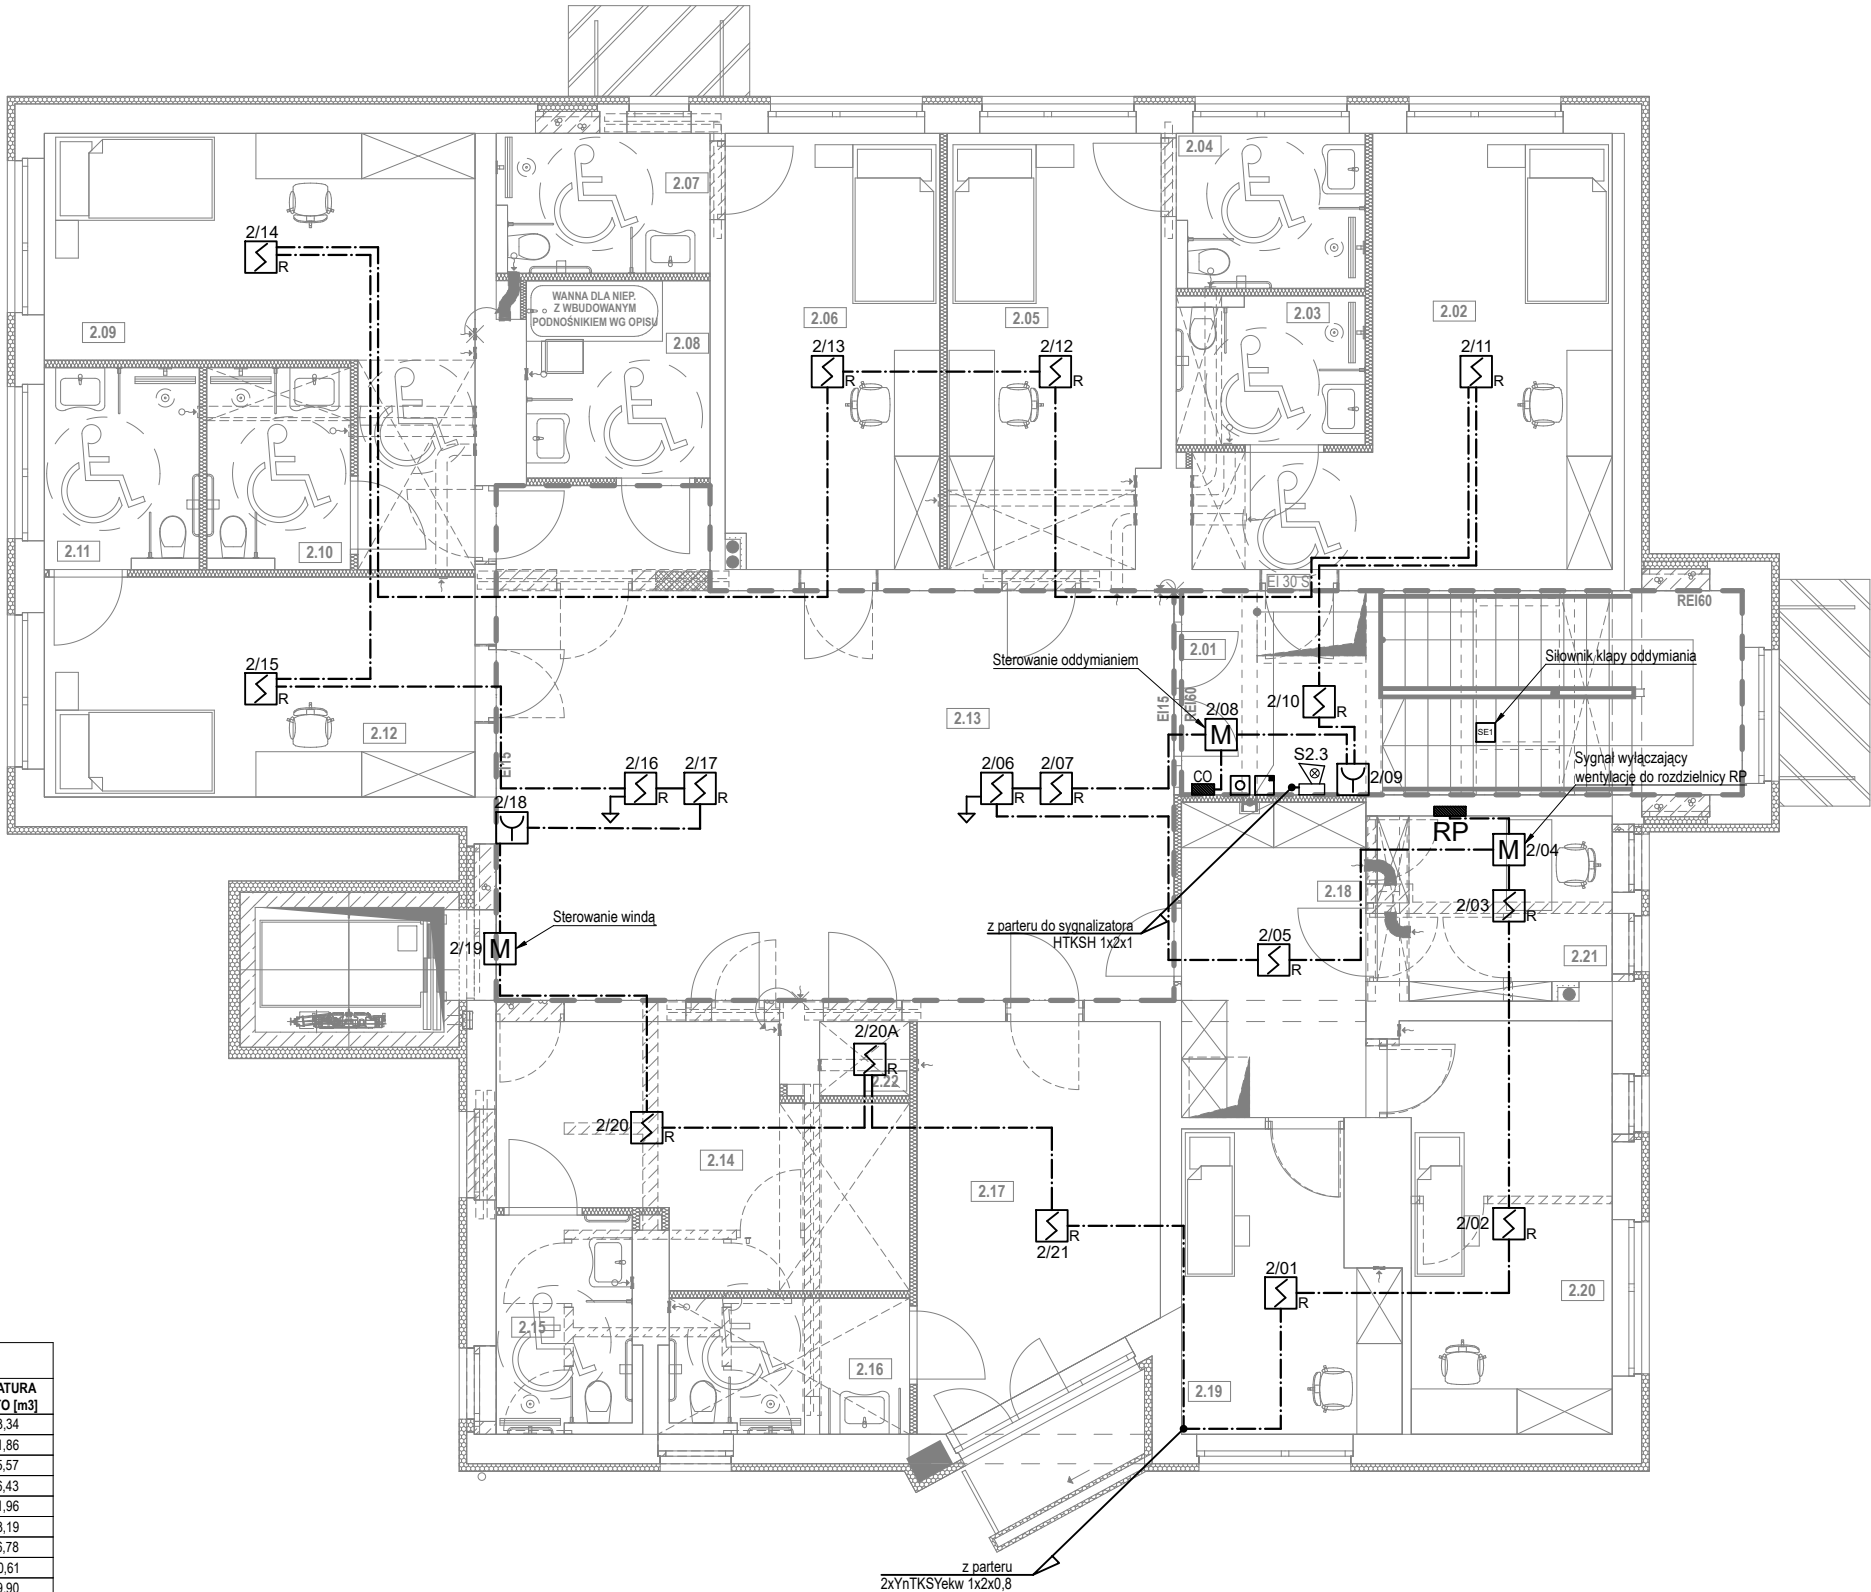 2.07
2.04
2/14
R
WANNA DLA NIEP.
Z WBUDOWANYM
PODNOŚNIKIEM WG OPISU
2.09
2.08
2.06
2.05
2.03
2.02
2/13
R
2/12
R
2/11
R
2.11
2.10
EI 30 S
REI60
2.01
Sterowanie oddymianiem
Siłownik klapy oddymiania
2/15
R
2.12
EI15
2.13
EI15
REI60
2/08
M
2/10
R
SE1
S2.3
CO
2/09
Sygnał wyłączający
wentylację do rozdzielnicy RP
2/16
R
2/17
R
2/06
R
2/07
R
2/18
RP
M
2/04
2.18
2/03
R
Sterowanie windą
2/19
M
z parteru do sygnalizatora
HTKSH 1x2x1
2/05
R
2.21
2/20A
R
2.22
2/20
R
2.14
2.17
2/21
R
2/02
R
2/01
R
2.20
2.15
2.16
2.19
z parteru
2xYnTKSYekw 1x2x0,8